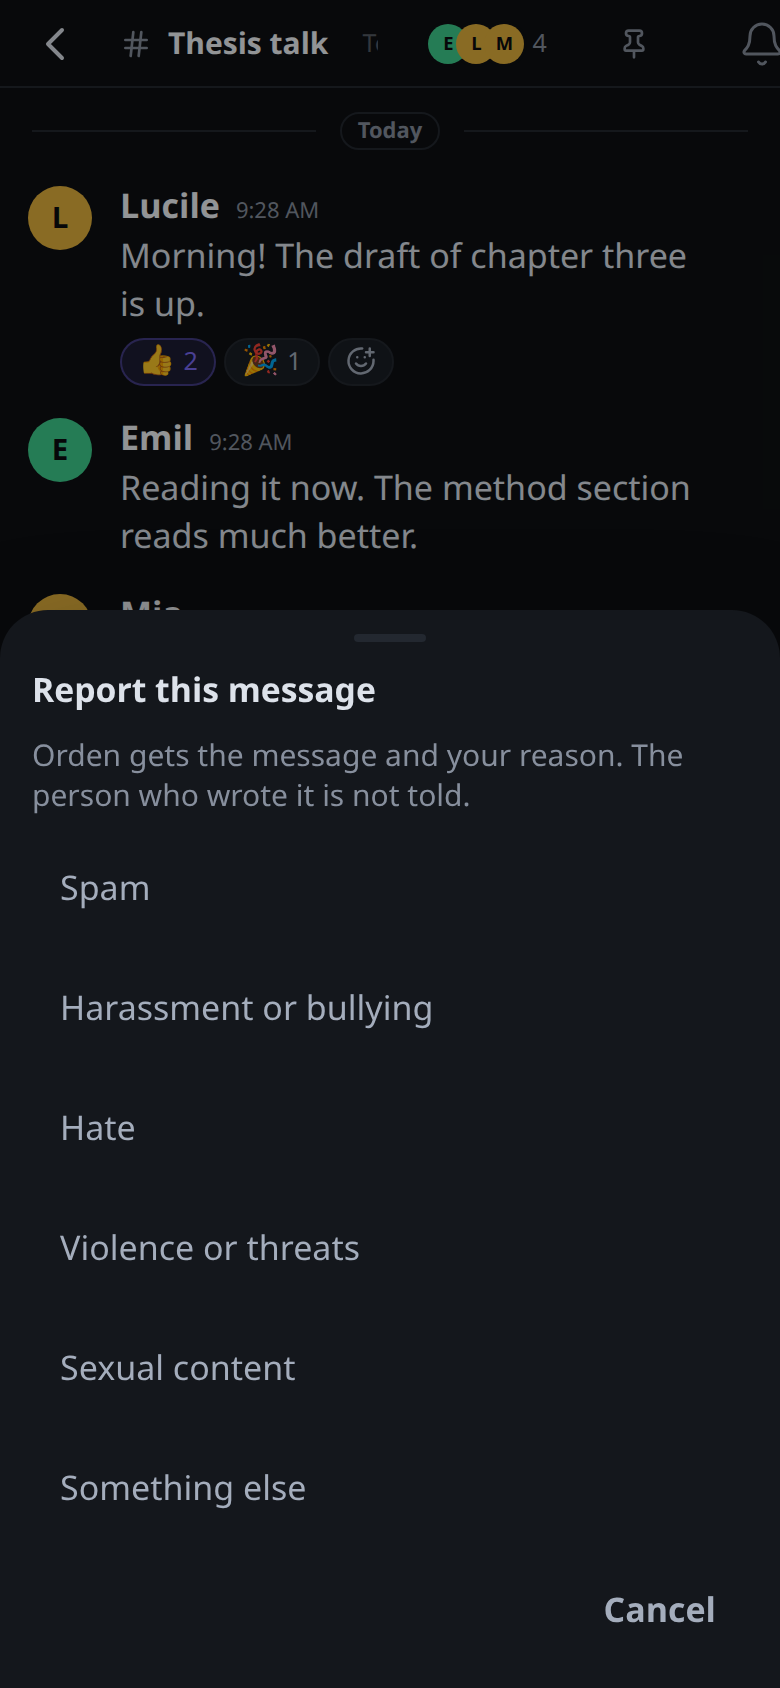 # Thesis talk
E L M 4
Today
L
Lucile 9:28 AM
Morning! The draft of chapter three
is up.
👍 2 🎉 1
E
Emil 9:28 AM
Reading it now. The method section
reads much better.
Mia
Report this message
Orden gets the message and your reason. The
person who wrote it is not told.
Spam
Harassment or bullying
Hate
Violence or threats
Sexual content
Something else
Cancel